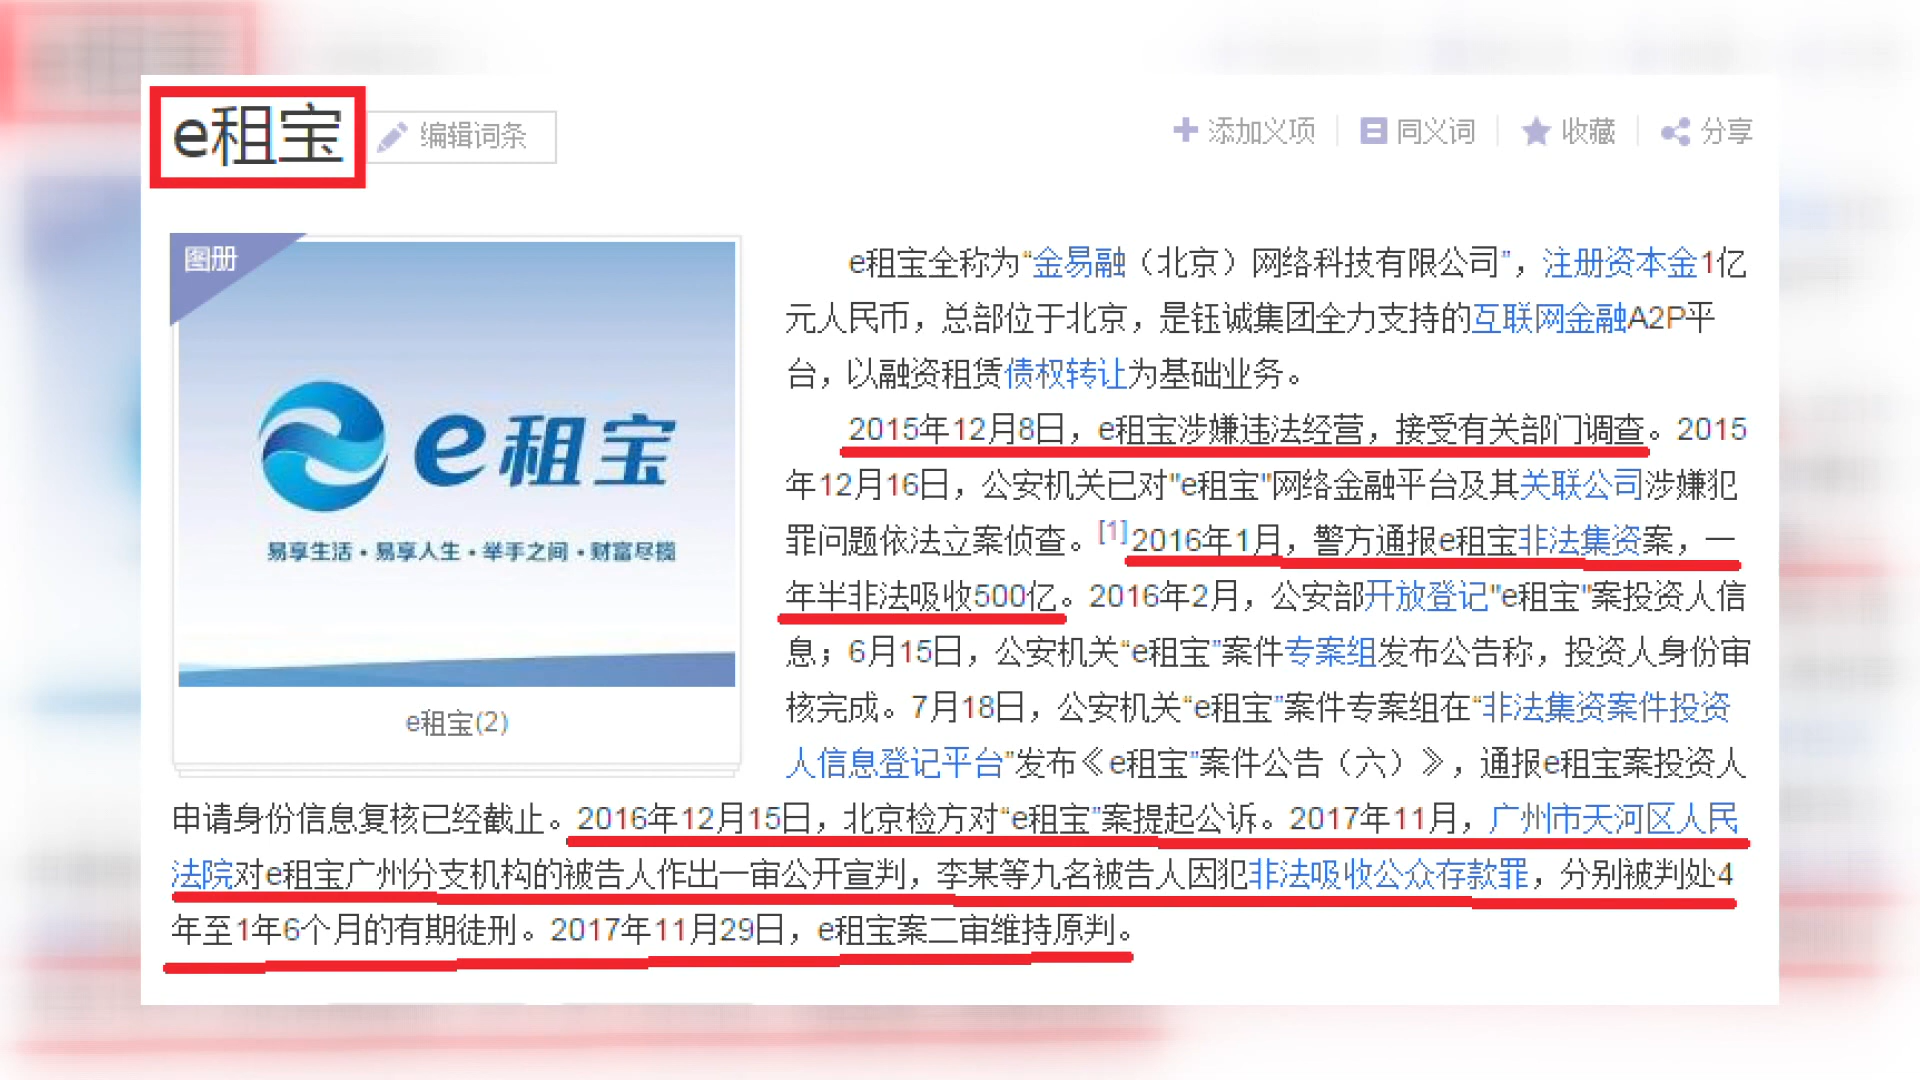 e租宝
编辑词条
添加义项
同义词
收藏
分享
图册
e租宝
易享生活·易享人生·举手之间·财富尽揽
e租宝(2)
e租宝全称为“金易融（北京）网络科技有限公司”，注册资本金1亿
元人民币，总部位于北京，是钰诚集团全力支持的互联网金融A2P平
台，以融资租赁债权转让为基础业务。
2015年12月8日，e租宝涉嫌违法经营，接受有关部门调查。2015
年12月16日，公安机关已对"e租宝"网络金融平台及其关联公司涉嫌犯
罪问题依法立案侦查。[1]2016年1月，警方通报e租宝非法集资案，一
年半非法吸收500亿。2016年2月，公安部开放登记"e租宝"案投资人信
息；6月15日，公安机关“e租宝”案件专案组发布公告称，投资人身份审
核完成。7月18日，公安机关“e租宝”案件专案组在“非法集资案件投资
人信息登记平台”发布《e租宝”案件公告（六）》，通报e租宝案投资人
申请身份信息复核已经截止。2016年12月15日，北京检方对“e租宝”案提起公诉。2017年11月，广州市天河区人民
法院对e租宝广州分支机构的被告人作出一审公开宣判，李某等九名被告人因犯非法吸收公众存款罪，分别被判处4
年至1年6个月的有期徒刑。2017年11月29日，e租宝案二审维持原判。